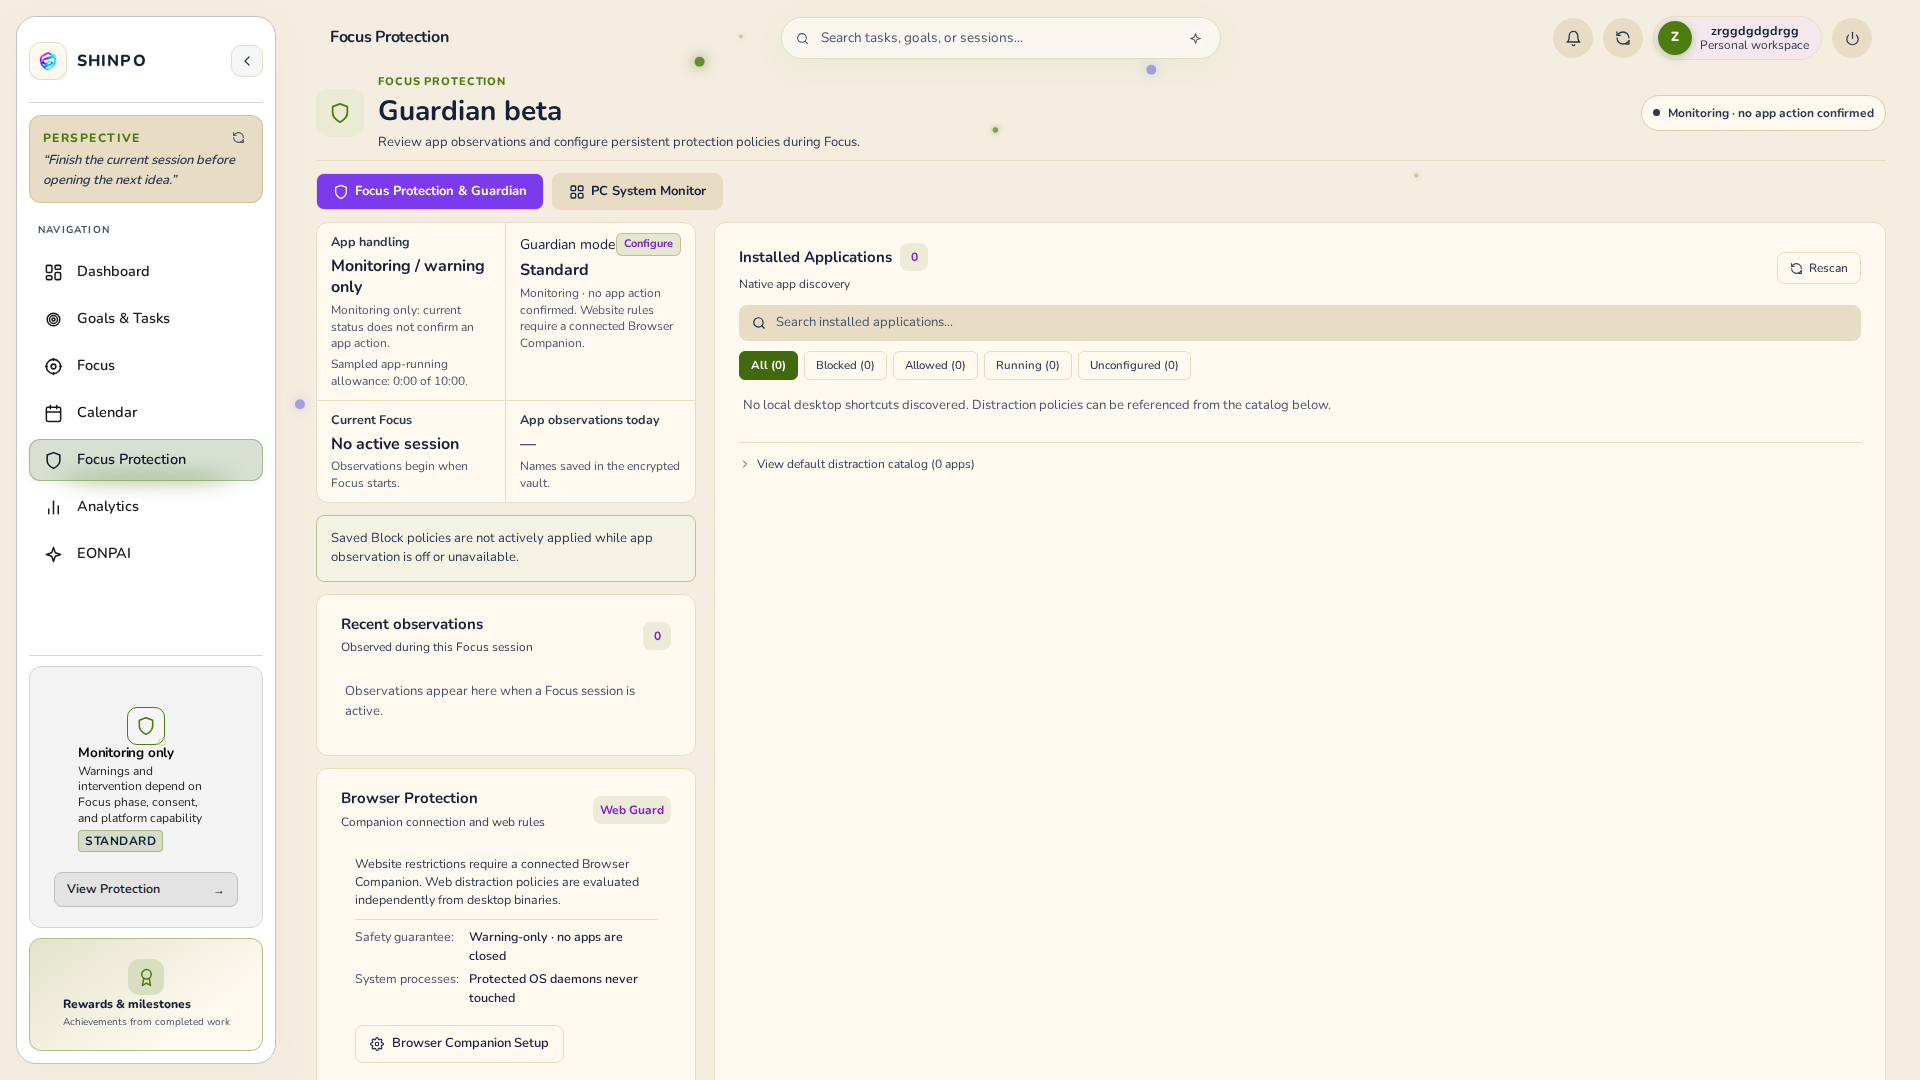 SHINPO
PERSPECTIVE
“Finish the current session before
opening the next idea.”
NAVIGATION
Dashboard
Goals & Tasks
Focus
Calendar
Focus Protection
Analytics
EONPAI
Monitoring only
Warnings and
intervention depend on
Focus phase, consent,
and platform capability
STANDARD
View Protection →
Rewards & milestones
Achievements from completed work
Focus Protection
Search tasks, goals, or sessions...
Z
zrggdgdgdrgg
Personal workspace
FOCUS PROTECTION
Guardian beta
Review app observations and configure persistent protection policies during Focus.
Monitoring · no app action confirmed
Focus Protection & Guardian
PC System Monitor
App handling
Monitoring / warning
only
Monitoring only: current
status does not confirm an
app action.
Sampled app-running
allowance: 0:00 of 10:00.
Guardian mode
Configure
Standard
Monitoring · no app action
confirmed. Website rules
require a connected Browser
Companion.
Current Focus
No active session
Observations begin when
Focus starts.
App observations today
—
Names saved in the encrypted
vault.
Saved Block policies are not actively applied while app
observation is off or unavailable.
Recent observations
Observed during this Focus session
0
Observations appear here when a Focus session is
active.
Browser Protection
Companion connection and web rules
Web Guard
Website restrictions require a connected Browser
Companion. Web distraction policies are evaluated
independently from desktop binaries.
Safety guarantee: Warning-only · no apps are
closed
System processes: Protected OS daemons never
touched
Browser Companion Setup
Installed Applications 0
Native app discovery
Rescan
Search installed applications...
All (0)
Blocked (0)
Allowed (0)
Running (0)
Unconfigured (0)
No local desktop shortcuts discovered. Distraction policies can be referenced from the catalog below.
View default distraction catalog (0 apps)